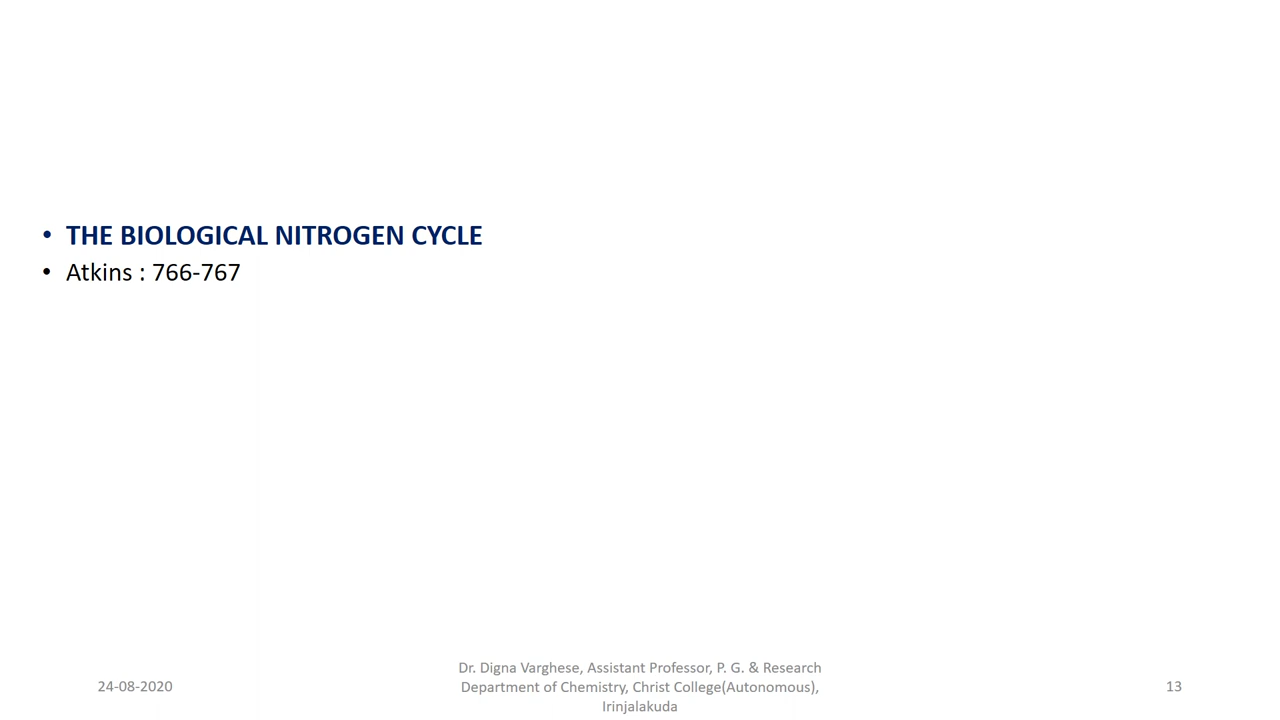 • THE BIOLOGICAL NITROGEN CYCLE
• Atkins : 766-767
24-08-2020
Dr. Digna Varghese, Assistant Professor, P. G. & Research
Department of Chemistry, Christ College(Autonomous),
Irinjalakuda
13